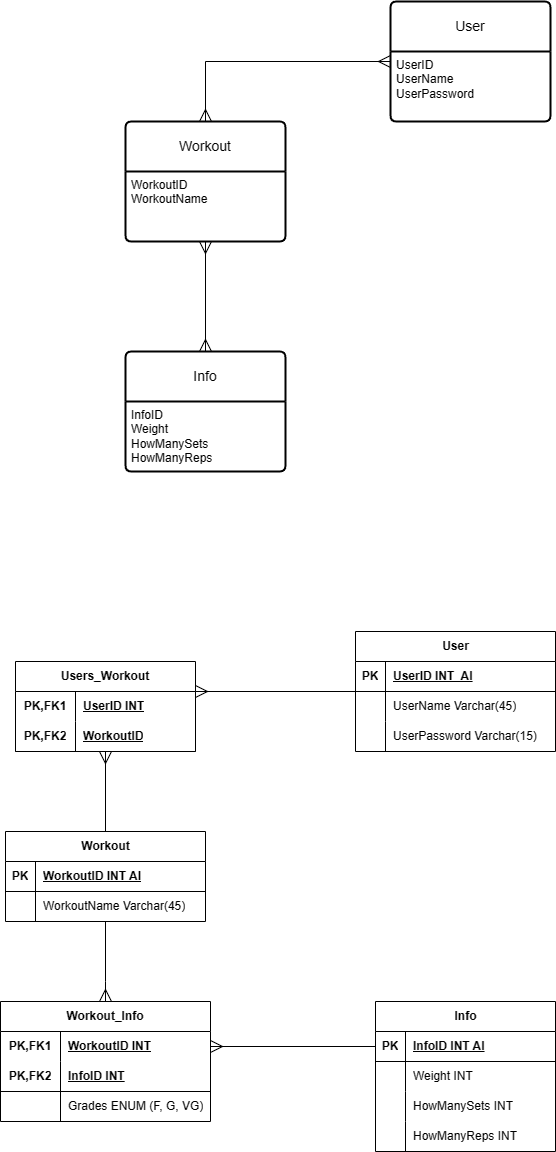 User
UserID
UserName
UserPassword
Workout
WorkoutID
WorkoutName
Info
InfoID
Weight
HowManySets
HowManyReps
User
PK UserID INT AI
UserName Varchar(45)
UserPassword Varchar(15)
Users_Workout
PK,FK1 UserID INT
PK,FK2 WorkoutID
Workout
PK WorkoutID INT AI
WorkoutName Varchar(45)
Workout_Info
PK,FK1 WorkoutID INT
PK,FK2 InfoID INT
Grades ENUM (F, G, VG)
Info
PK InfoID INT AI
Weight INT
HowManySets INT
HowManyReps INT